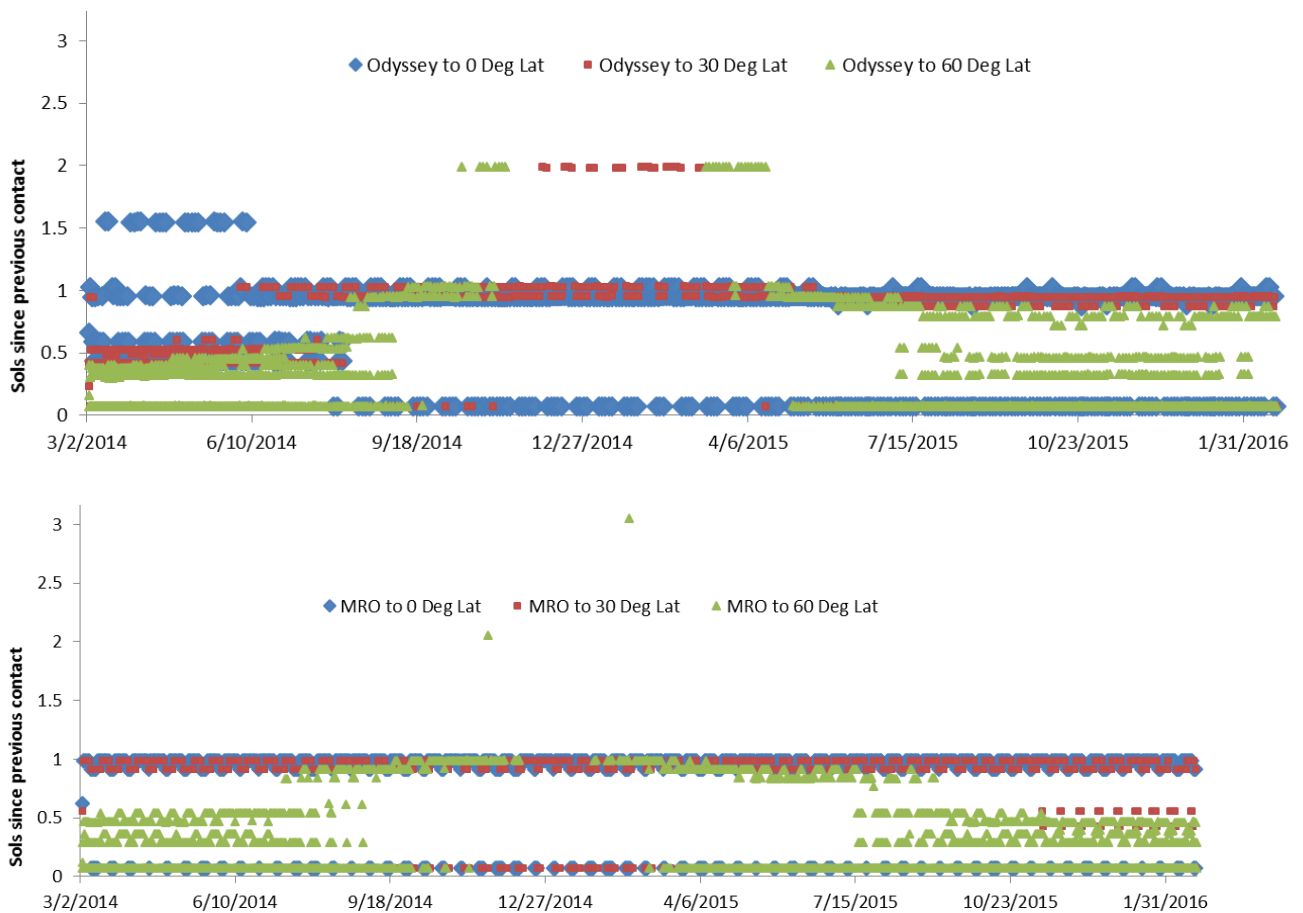 3
Odyssey to 0 Deg Lat Odyssey to 30 Deg Lat Odyssey to 60 Deg Lat
2.5
2
1.5
1
0.5
0
Sols since previous contact
3/2/2014 6/10/2014 9/18/2014 12/27/2014 4/6/2015 7/15/2015 10/23/2015 1/31/2016
3
2.5
MRO to 0 Deg Lat MRO to 30 Deg Lat MRO to 60 Deg Lat
2
1.5
1
0.5
0
Sols since previous contact
3/2/2014 6/10/2014 9/18/2014 12/27/2014 4/6/2015 7/15/2015 10/23/2015 1/31/2016